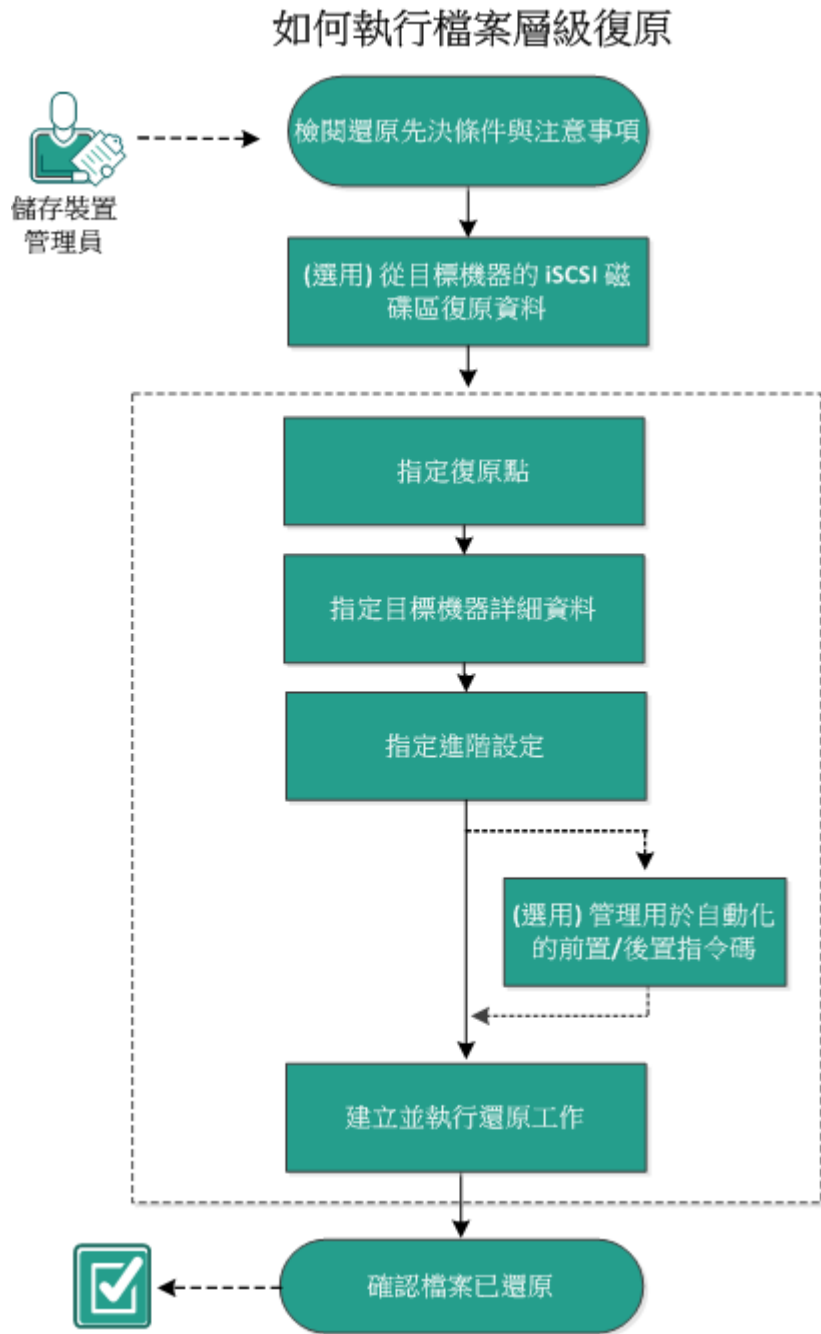 如何執行檔案層級復原
檢閱還原先決條件與注意事項
儲存裝置
管理員
(選用) 從目標機器的 iSCSI 磁
碟區復原資料
指定復原點
指定目標機器詳細資料
指定進階設定
(選用) 管理用於自動化
的前置/後置指令碼
建立並執行還原工作
確認檔案已還原